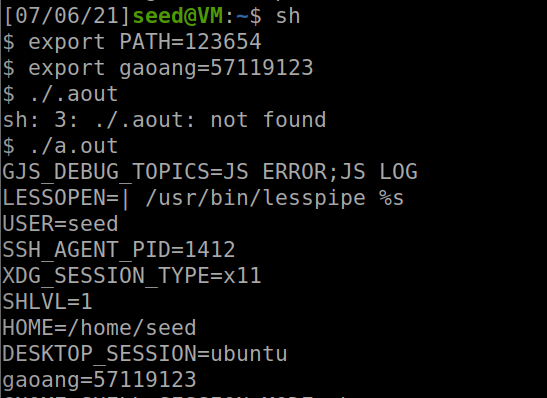 [07/06/21]seed@VM:~$ sh
$ export PATH=123654
$ export gaoang=57119123
$ ./.aout
sh: 3: ./.aout: not found
$ ./a.out
GJS_DEBUG_TOPICS=JS ERROR;JS LOG
LESSOPEN=| /usr/bin/lesspipe %s
USER=seed
SSH_AGENT_PID=1412
XDG_SESSION_TYPE=x11
SHLVL=1
HOME=/home/seed
DESKTOP_SESSION=ubuntu
gaoang=57119123